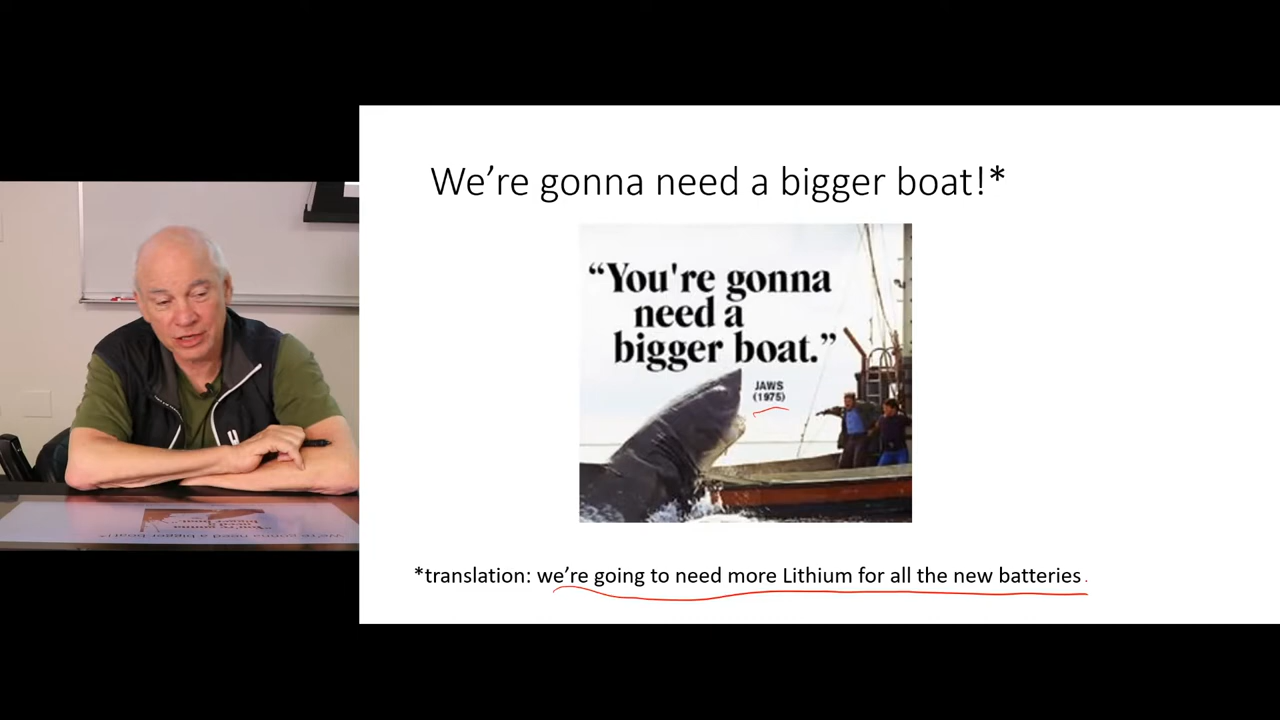 We’re gonna need a bigger boat!*
“You're gonna
need a
bigger boat.”
JAWS
(1975)
*translation: we’re going to need more Lithium for all the new batteries.